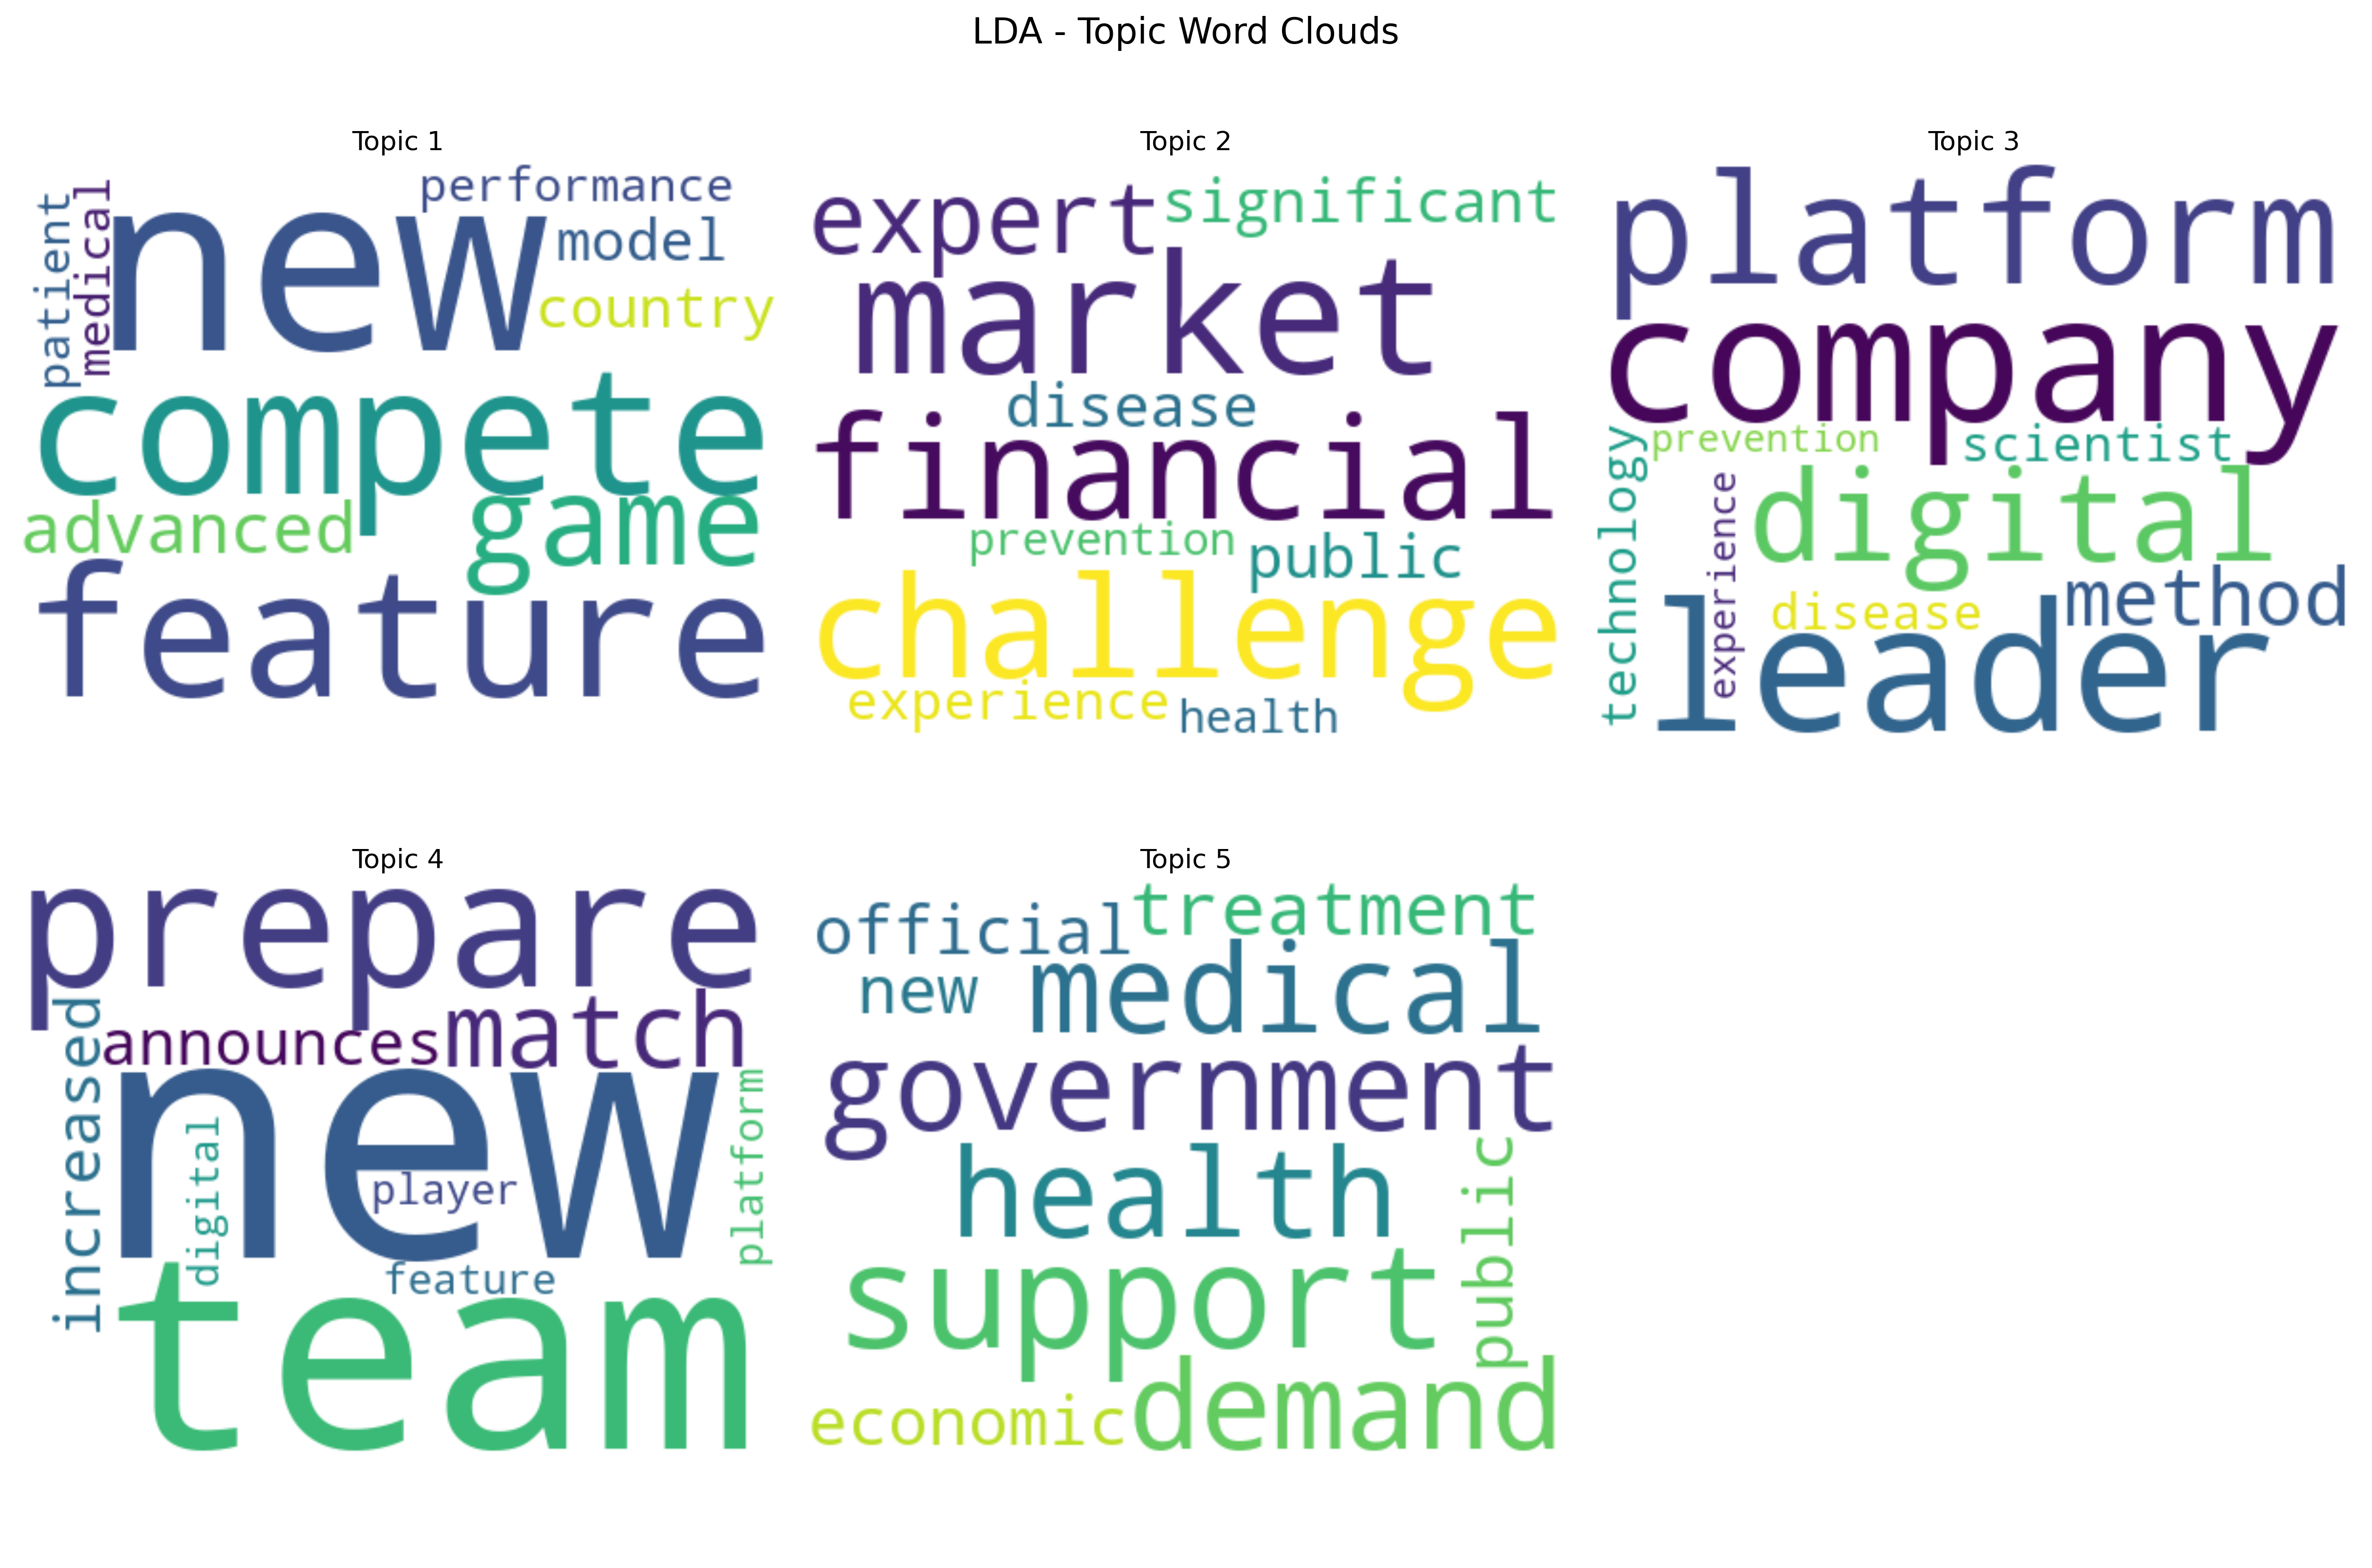 LDA - Topic Word Clouds
Topic 1
performance
patient
medical
new
model
country
compete
advanced
game
feature
Topic 2
expert
significant
market
disease
financial
prevention
public
challenge
experience
health
Topic 3
platform
company
prevention
scientist
technology
experience
digital
disease
method
leader
Topic 4
prepare
increased
announces
match
new
digital
player
platform
feature
team
Topic 5
treatment
official
new
medical
government
health
public
support
economic
demand